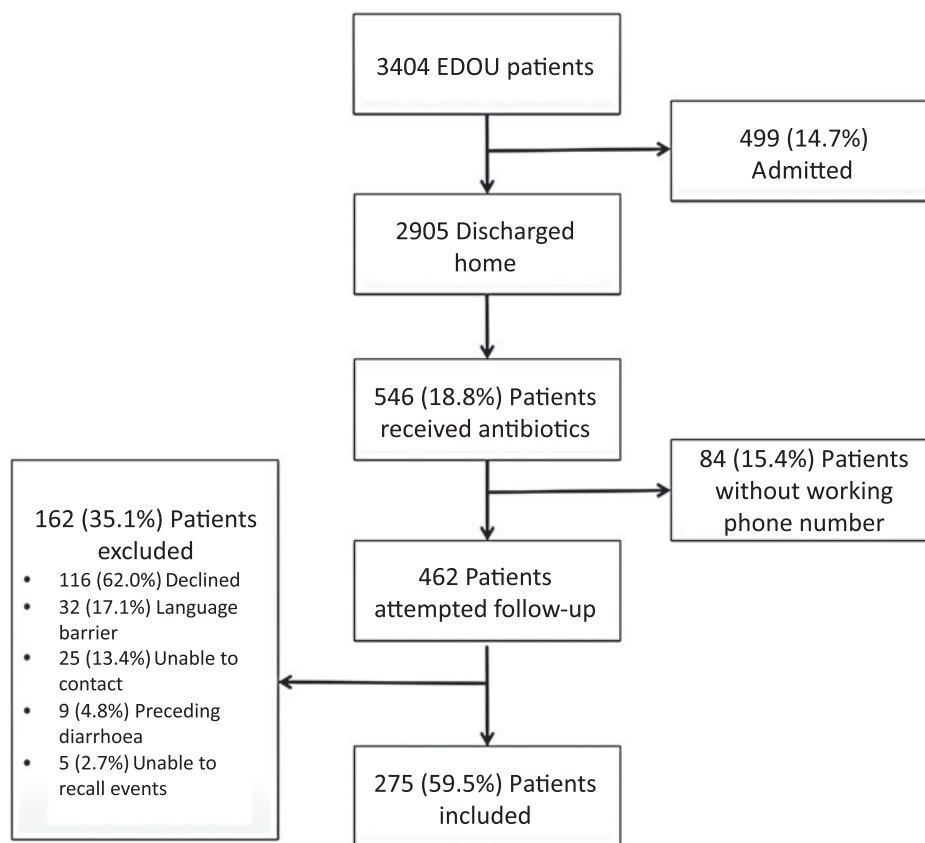 3404 EDOU patients
499 (14.7%)
Admitted
2905 Discharged
home
546 (18.8%) Patients
received antibiotics
84 (15.4%) Patients
without working
phone number
462 Patients
attempted follow-up
162 (35.1%) Patients
excluded
• 116 (62.0%) Declined
• 32 (17.1%) Language
barrier
• 25 (13.4%) Unable to
contact
• 9 (4.8%) Preceding
diarrhoea
• 5 (2.7%) Unable to
recall events
275 (59.5%) Patients
included